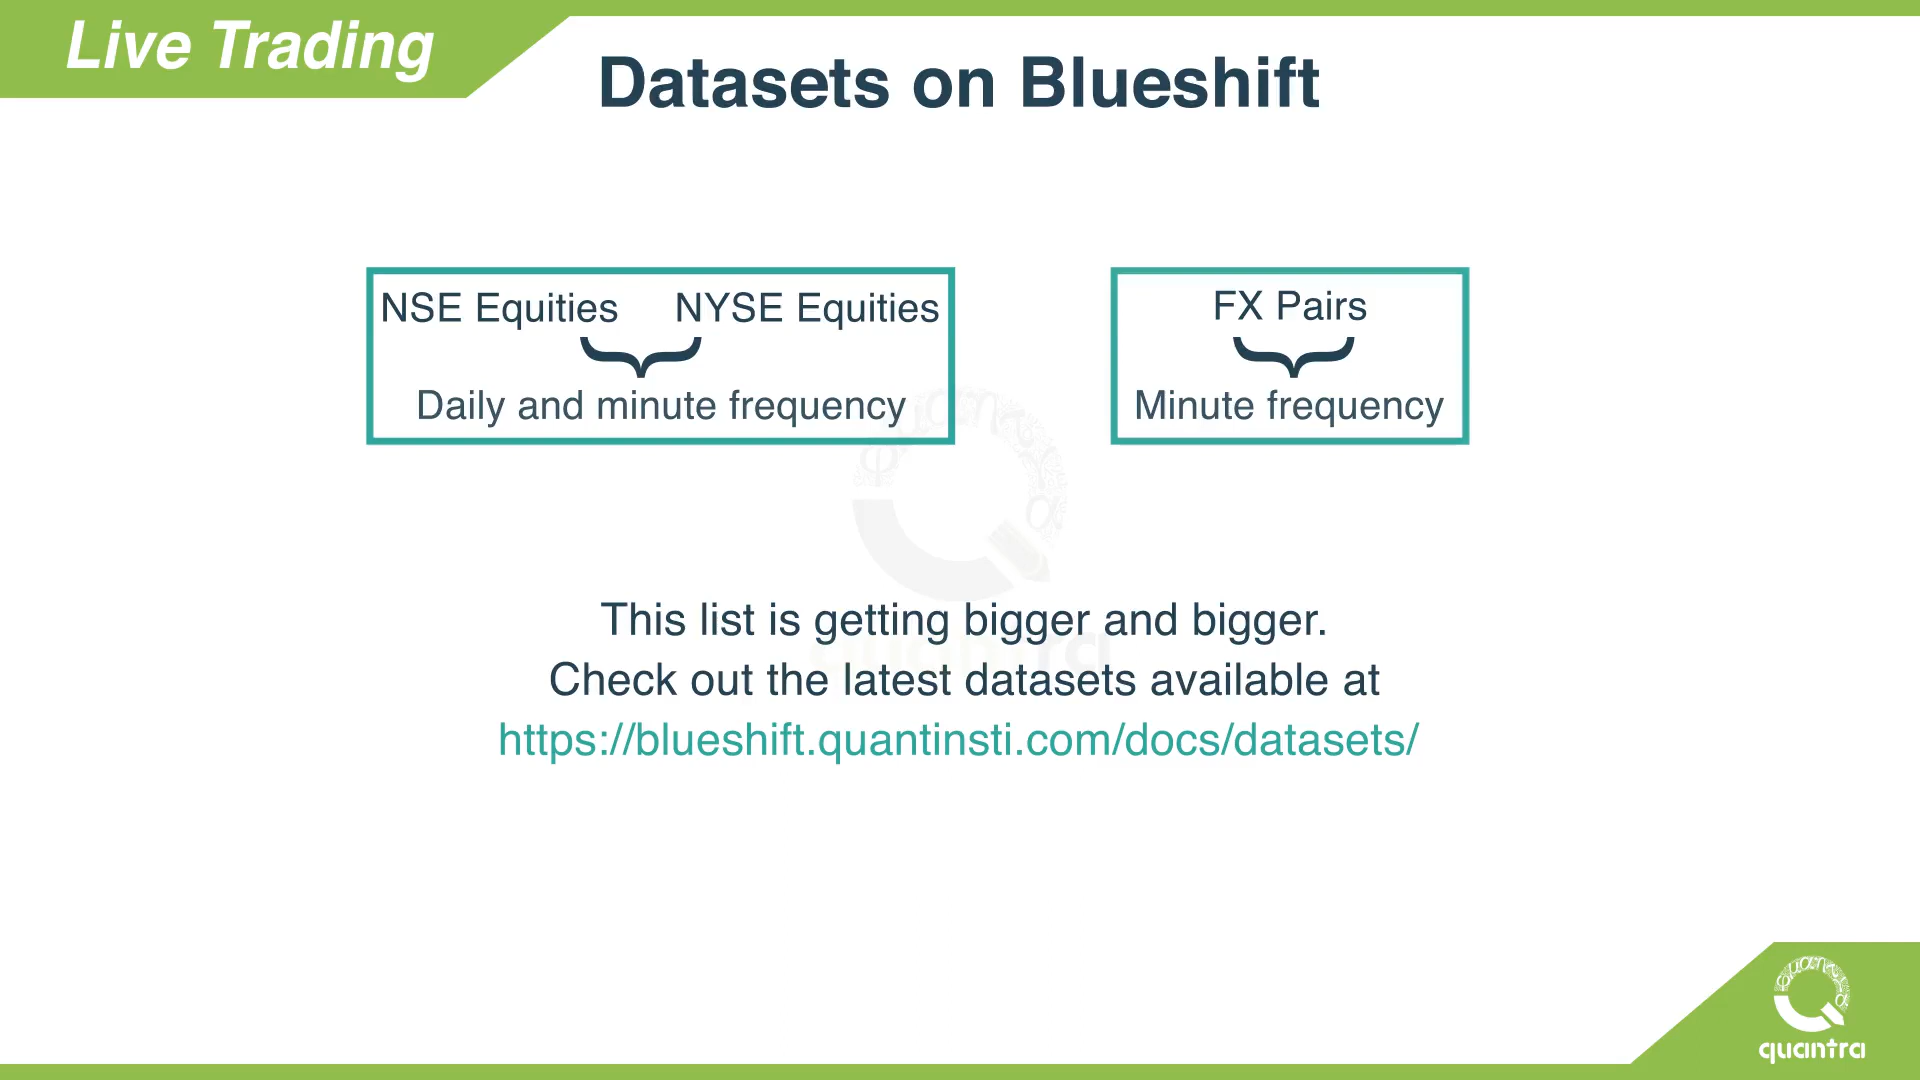 Live Trading
Datasets on Blueshift
NSE Equities NYSE Equities
Daily and minute frequency
FX Pairs
Minute frequency
This list is getting bigger and bigger.
Check out the latest datasets available at
https://blueshift.quantinsti.com/docs/datasets/
quantra
quantra